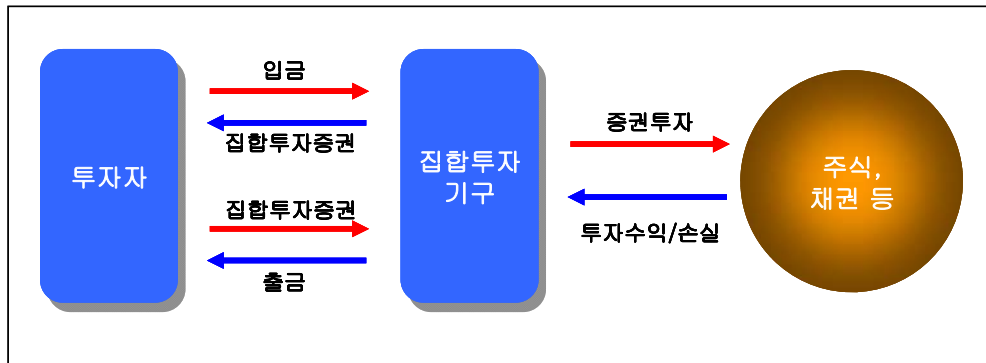 투자자
입금
집합투자증권
집합투자증권
출금
집합투자
기구
증권투자
투자수익/손실
주식,
채권 등